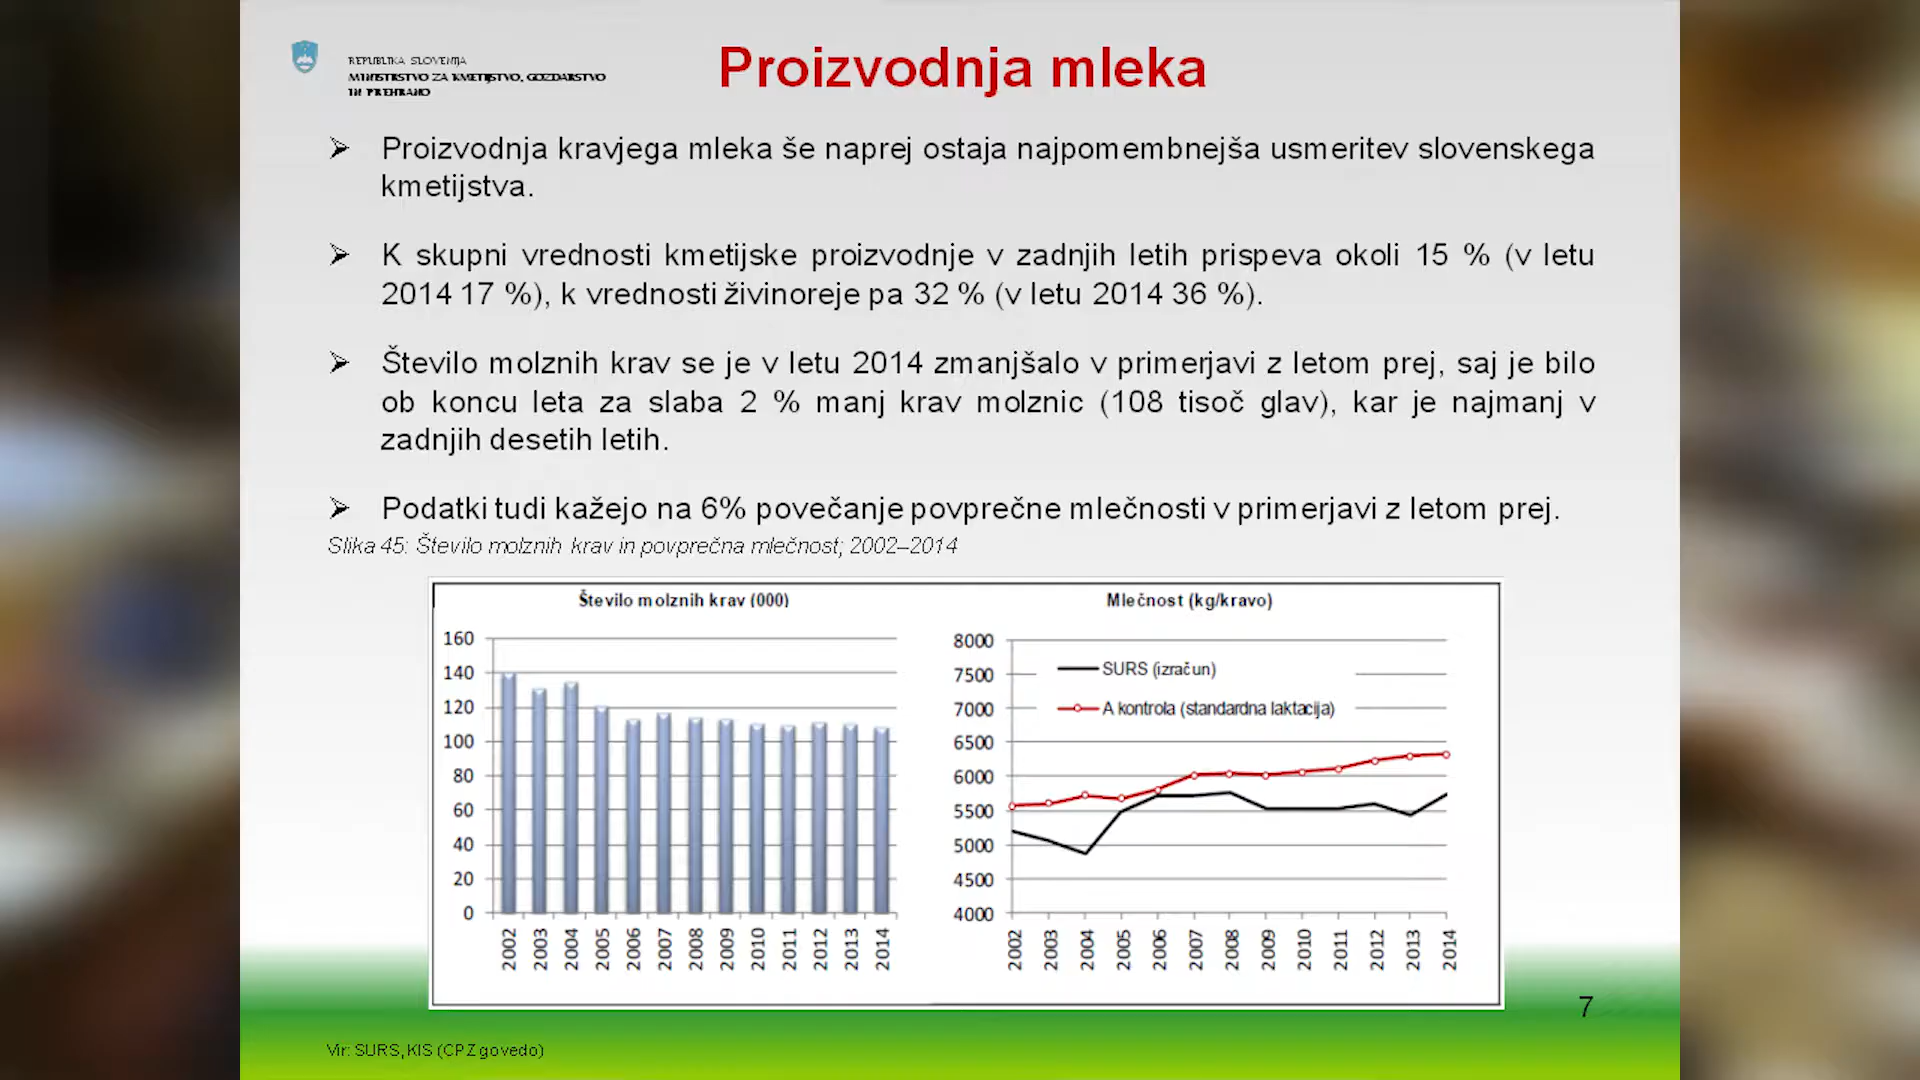 REPUBLIKA SLOVENIJA
MINISTRSTVO ZA KMETIJSTVO, GOZDARSTVO
IN PREHRANO
Proizvodnja mleka
Proizvodnja kravjega mleka še naprej ostaja najpomembnejša usmeritev slovenskega
kmetijstva.
K skupni vrednosti kmetijske proizvodnje v zadnjih letih prispeva okoli 15 % (v letu
2014 17 %), k vrednosti živinoreje pa 32 % (v letu 2014 36 %).
Število molznih krav se je v letu 2014 zmanjšalo v primerjavi z letom prej, saj je bilo
ob koncu leta za slaba 2 % manj krav molznic (108 tisoč glav), kar je najmanj v
zadnjih desetih letih.
Podatki tudi kažejo na 6% povečanje povprečne mlečnosti v primerjavi z letom prej.
Slika 45: Število molznih krav in povprečna mlečnost; 2002–2014
Število molznih krav (000)
160
140
120
100
80
60
40
20
0
2002 2003 2004 2005 2006 2007 2008 2009 2010 2011 2012 2013 2014
Mlečnost (kg/kravo)
8000
7500
7000
6500
6000
5500
5000
4500
4000
SURS (izračun)
A kontrola (standardna laktacija)
2002 2003 2004 2005 2006 2007 2008 2009 2010 2011 2012 2013 2014
7
Vir: SURS, KIS (CPZ govedo)